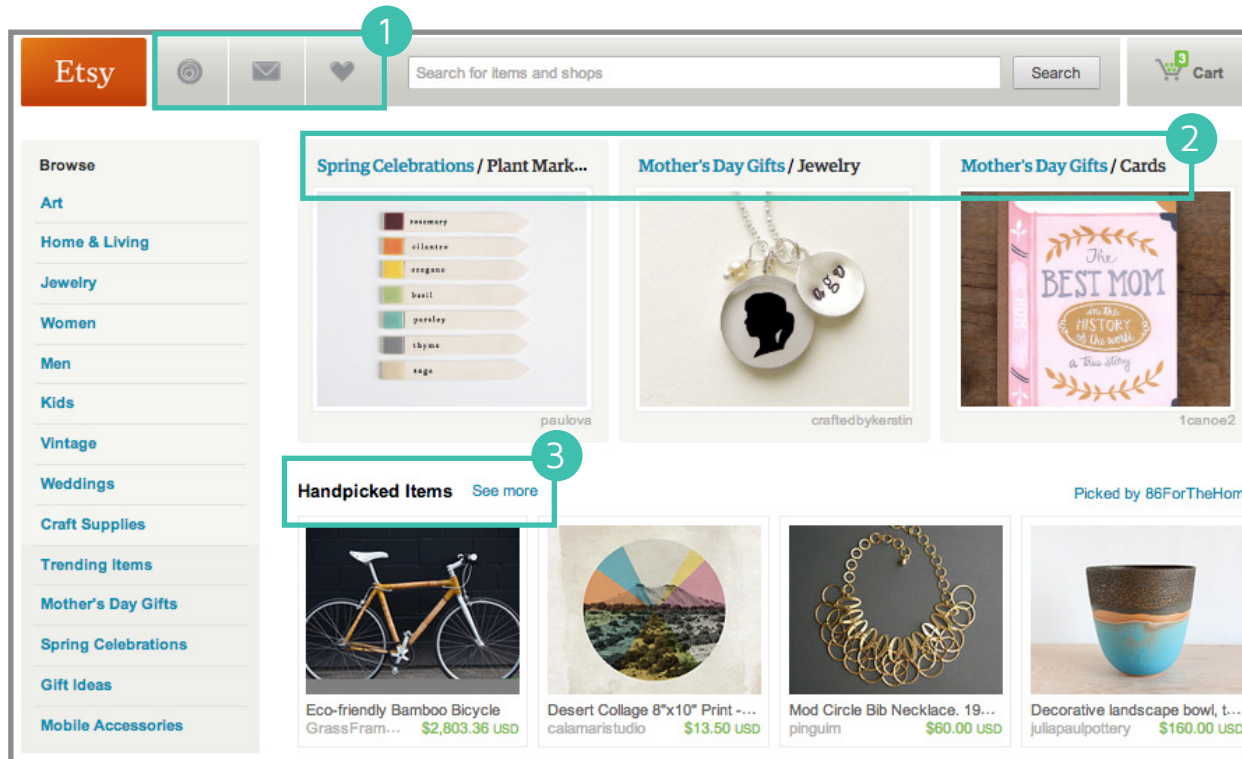 1
Etsy
Search for items and shops
Search
3
Cart
Browse
Art
Home & Living
Jewelry
Women
Men
Kids
Vintage
Weddings
Craft Supplies
Trending Items
Mother's Day Gifts
Spring Celebrations
Gift Ideas
Mobile Accessories
2
Spring Celebrations / Plant Mark...
rosemary
cilantro
oregano
basil
parsley
thyme
sage
paulova
Mother's Day Gifts / Jewelry
ago
craftedbykerstin
Mother's Day Gifts / Cards
The
BEST MOM
in the
HISTORY
of the world
a True Story
MOM
1canoe2
3
Handpicked Items See more
Picked by 86ForTheHom
Eco-friendly Bamboo Bicycle
GrassFram... $2,803.36 USD
Desert Collage 8"x10" Print -...
calamaristudio $13.50 USD
Mod Circle Bib Necklace. 19...
pinguim $60.00 USD
Decorative landscape bowl, t...
juliapaulpottery $160.00 USD